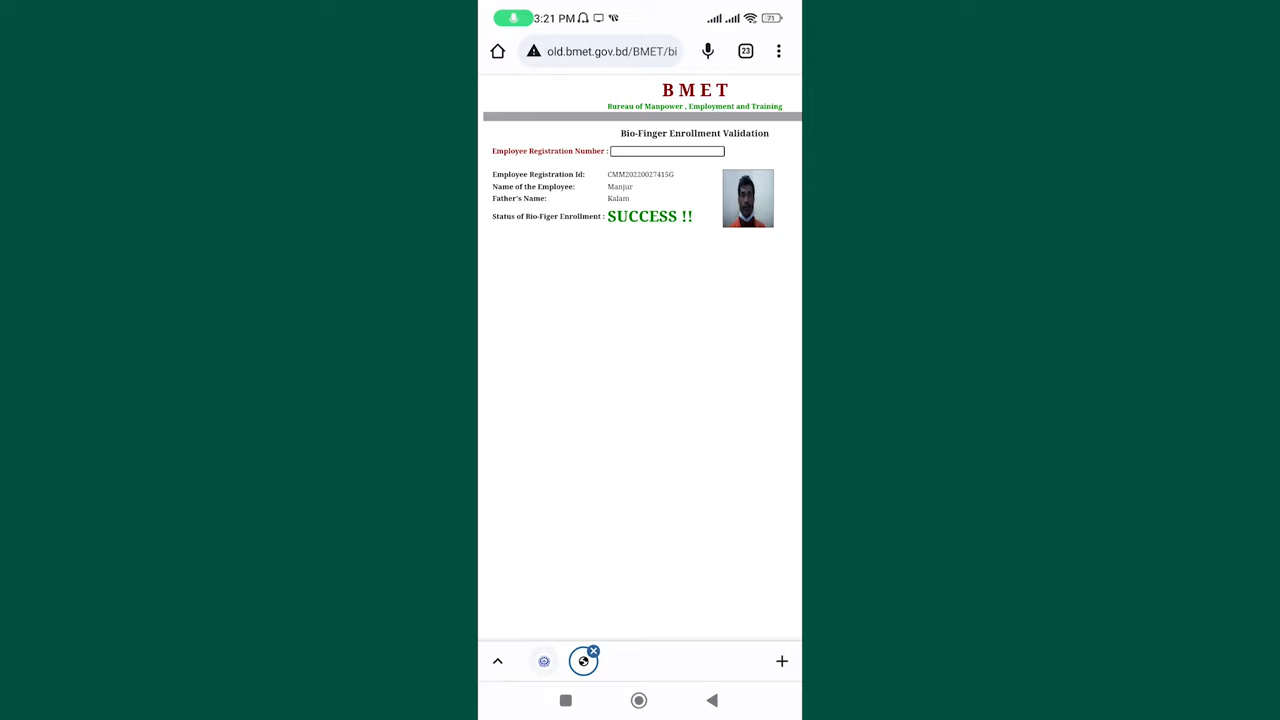 3:21 PM
71
old.bmet.gov.bd/BMET/bi
23
B M E T
Bureau of Manpower , Employment and Training
Bio-Finger Enrollment Validation
Employee Registration Number :
Employee Registration Id: CMM20220027415G
Name of the Employee: Manjur
Father's Name: Kalam
Status of Bio-Figer Enrollment : SUCCESS !!